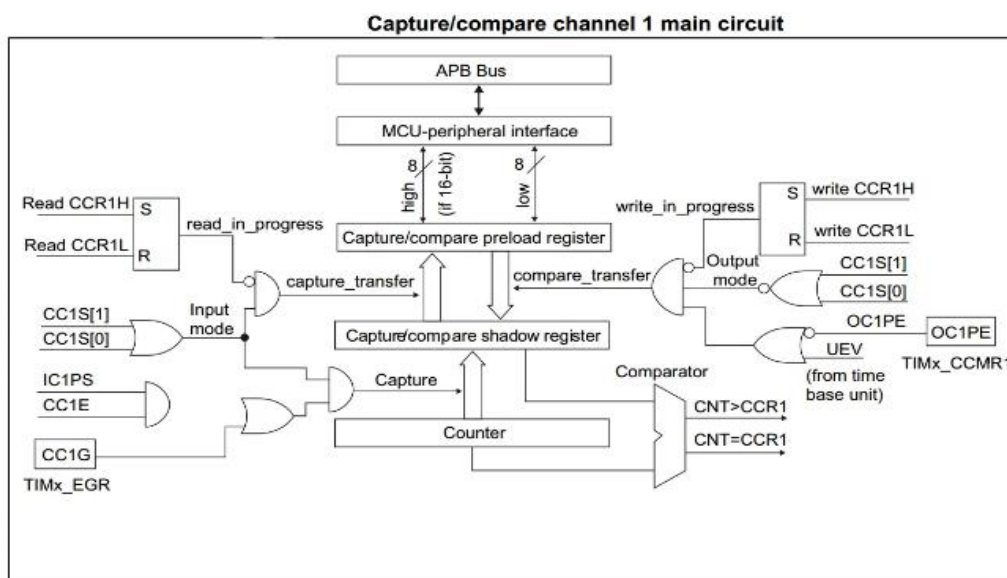 Capture/compare channel 1 main circuit
APB Bus
MCU-peripheral interface
8
high
(if 16-bit)
8
low
Read CCR1H
S
read_in_progress
Read CCR1L
R
write_in_progress
S
write CCR1H
R
write CCR1L
Capture/compare preload register
capture_transfer
compare_transfer
Output
mode
CC1S[1]
CC1S[0]
CC1S[1]
CC1S[0]
Input
mode
Capture/compare shadow register
OC1PE
OC1PE
UEV
TIMx_CCMR1
(from time
base unit)
IC1PS
CC1E
Capture
Comparator
CNT>CCR1
CNT=CCR1
Counter
CC1G
TIMx_EGR